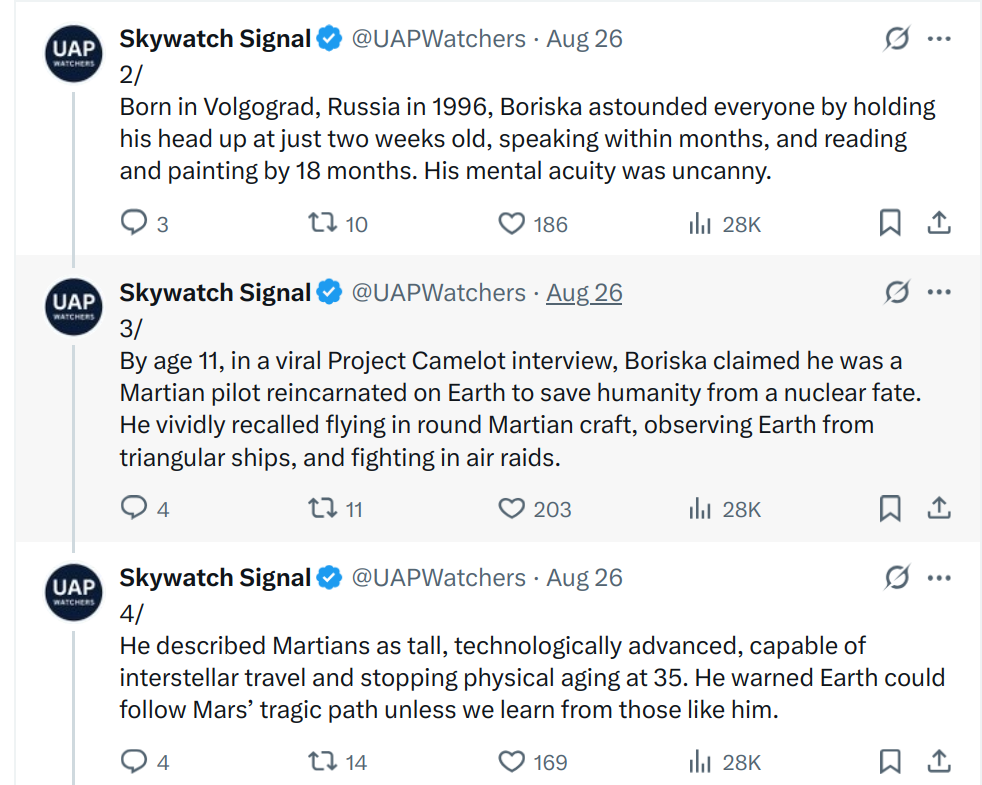 UAP
WATCHERS
Skywatch Signal @UAPWatchers · Aug 26
2/
Born in Volgograd, Russia in 1996, Boriska astounded everyone by holding
his head up at just two weeks old, speaking within months, and reading
and painting by 18 months. His mental acuity was uncanny.
3 10 186 28K
UAP
WATCHERS
Skywatch Signal @UAPWatchers · Aug 26
3/
By age 11, in a viral Project Camelot interview, Boriska claimed he was a
Martian pilot reincarnated on Earth to save humanity from a nuclear fate.
He vividly recalled flying in round Martian craft, observing Earth from
triangular ships, and fighting in air raids.
4 11 203 28K
UAP
WATCHERS
Skywatch Signal @UAPWatchers · Aug 26
4/
He described Martians as tall, technologically advanced, capable of
interstellar travel and stopping physical aging at 35. He warned Earth could
follow Mars’ tragic path unless we learn from those like him.
4 14 169 28K